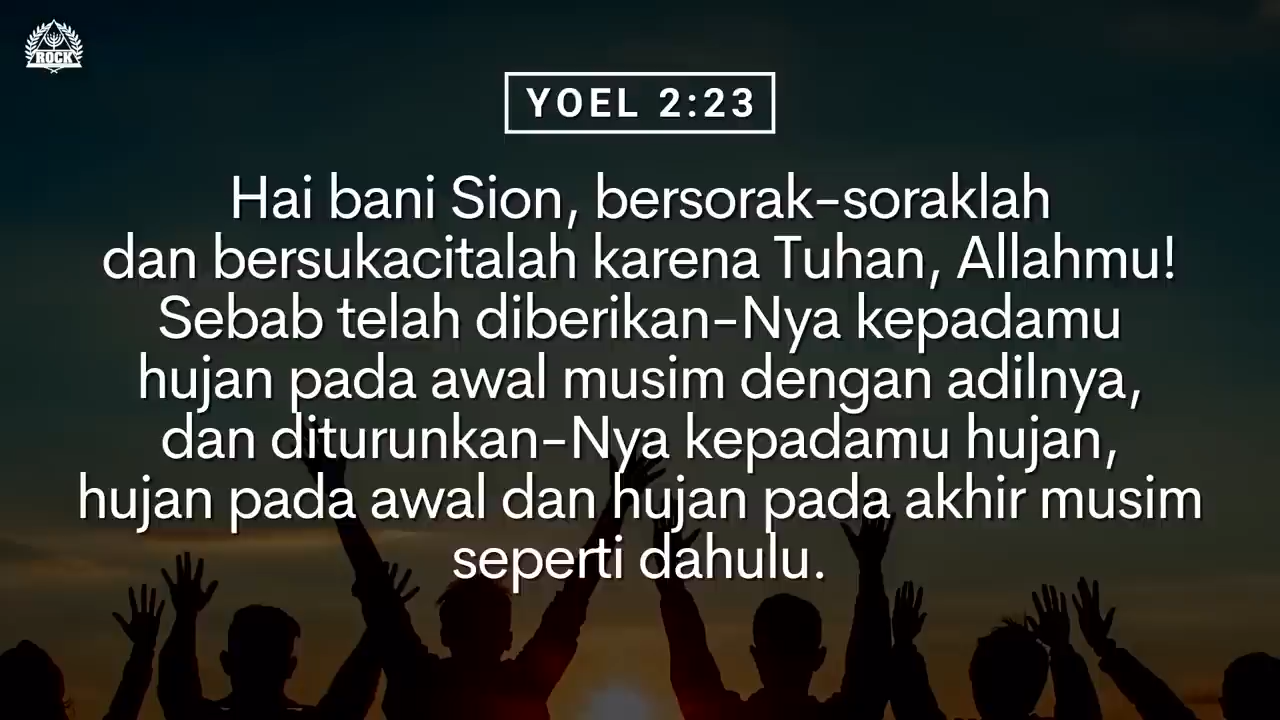 ROCK
YOEL 2:23
Hai bani Sion, bersorak-soraklah
dan bersukacitalah karena Tuhan, Allahmu!
Sebab telah diberikan-Nya kepadamu
hujan pada awal musim dengan adilnya,
dan diturunkan-Nya kepadamu hujan,
hujan pada awal dan hujan pada akhir musim
seperti dahulu.